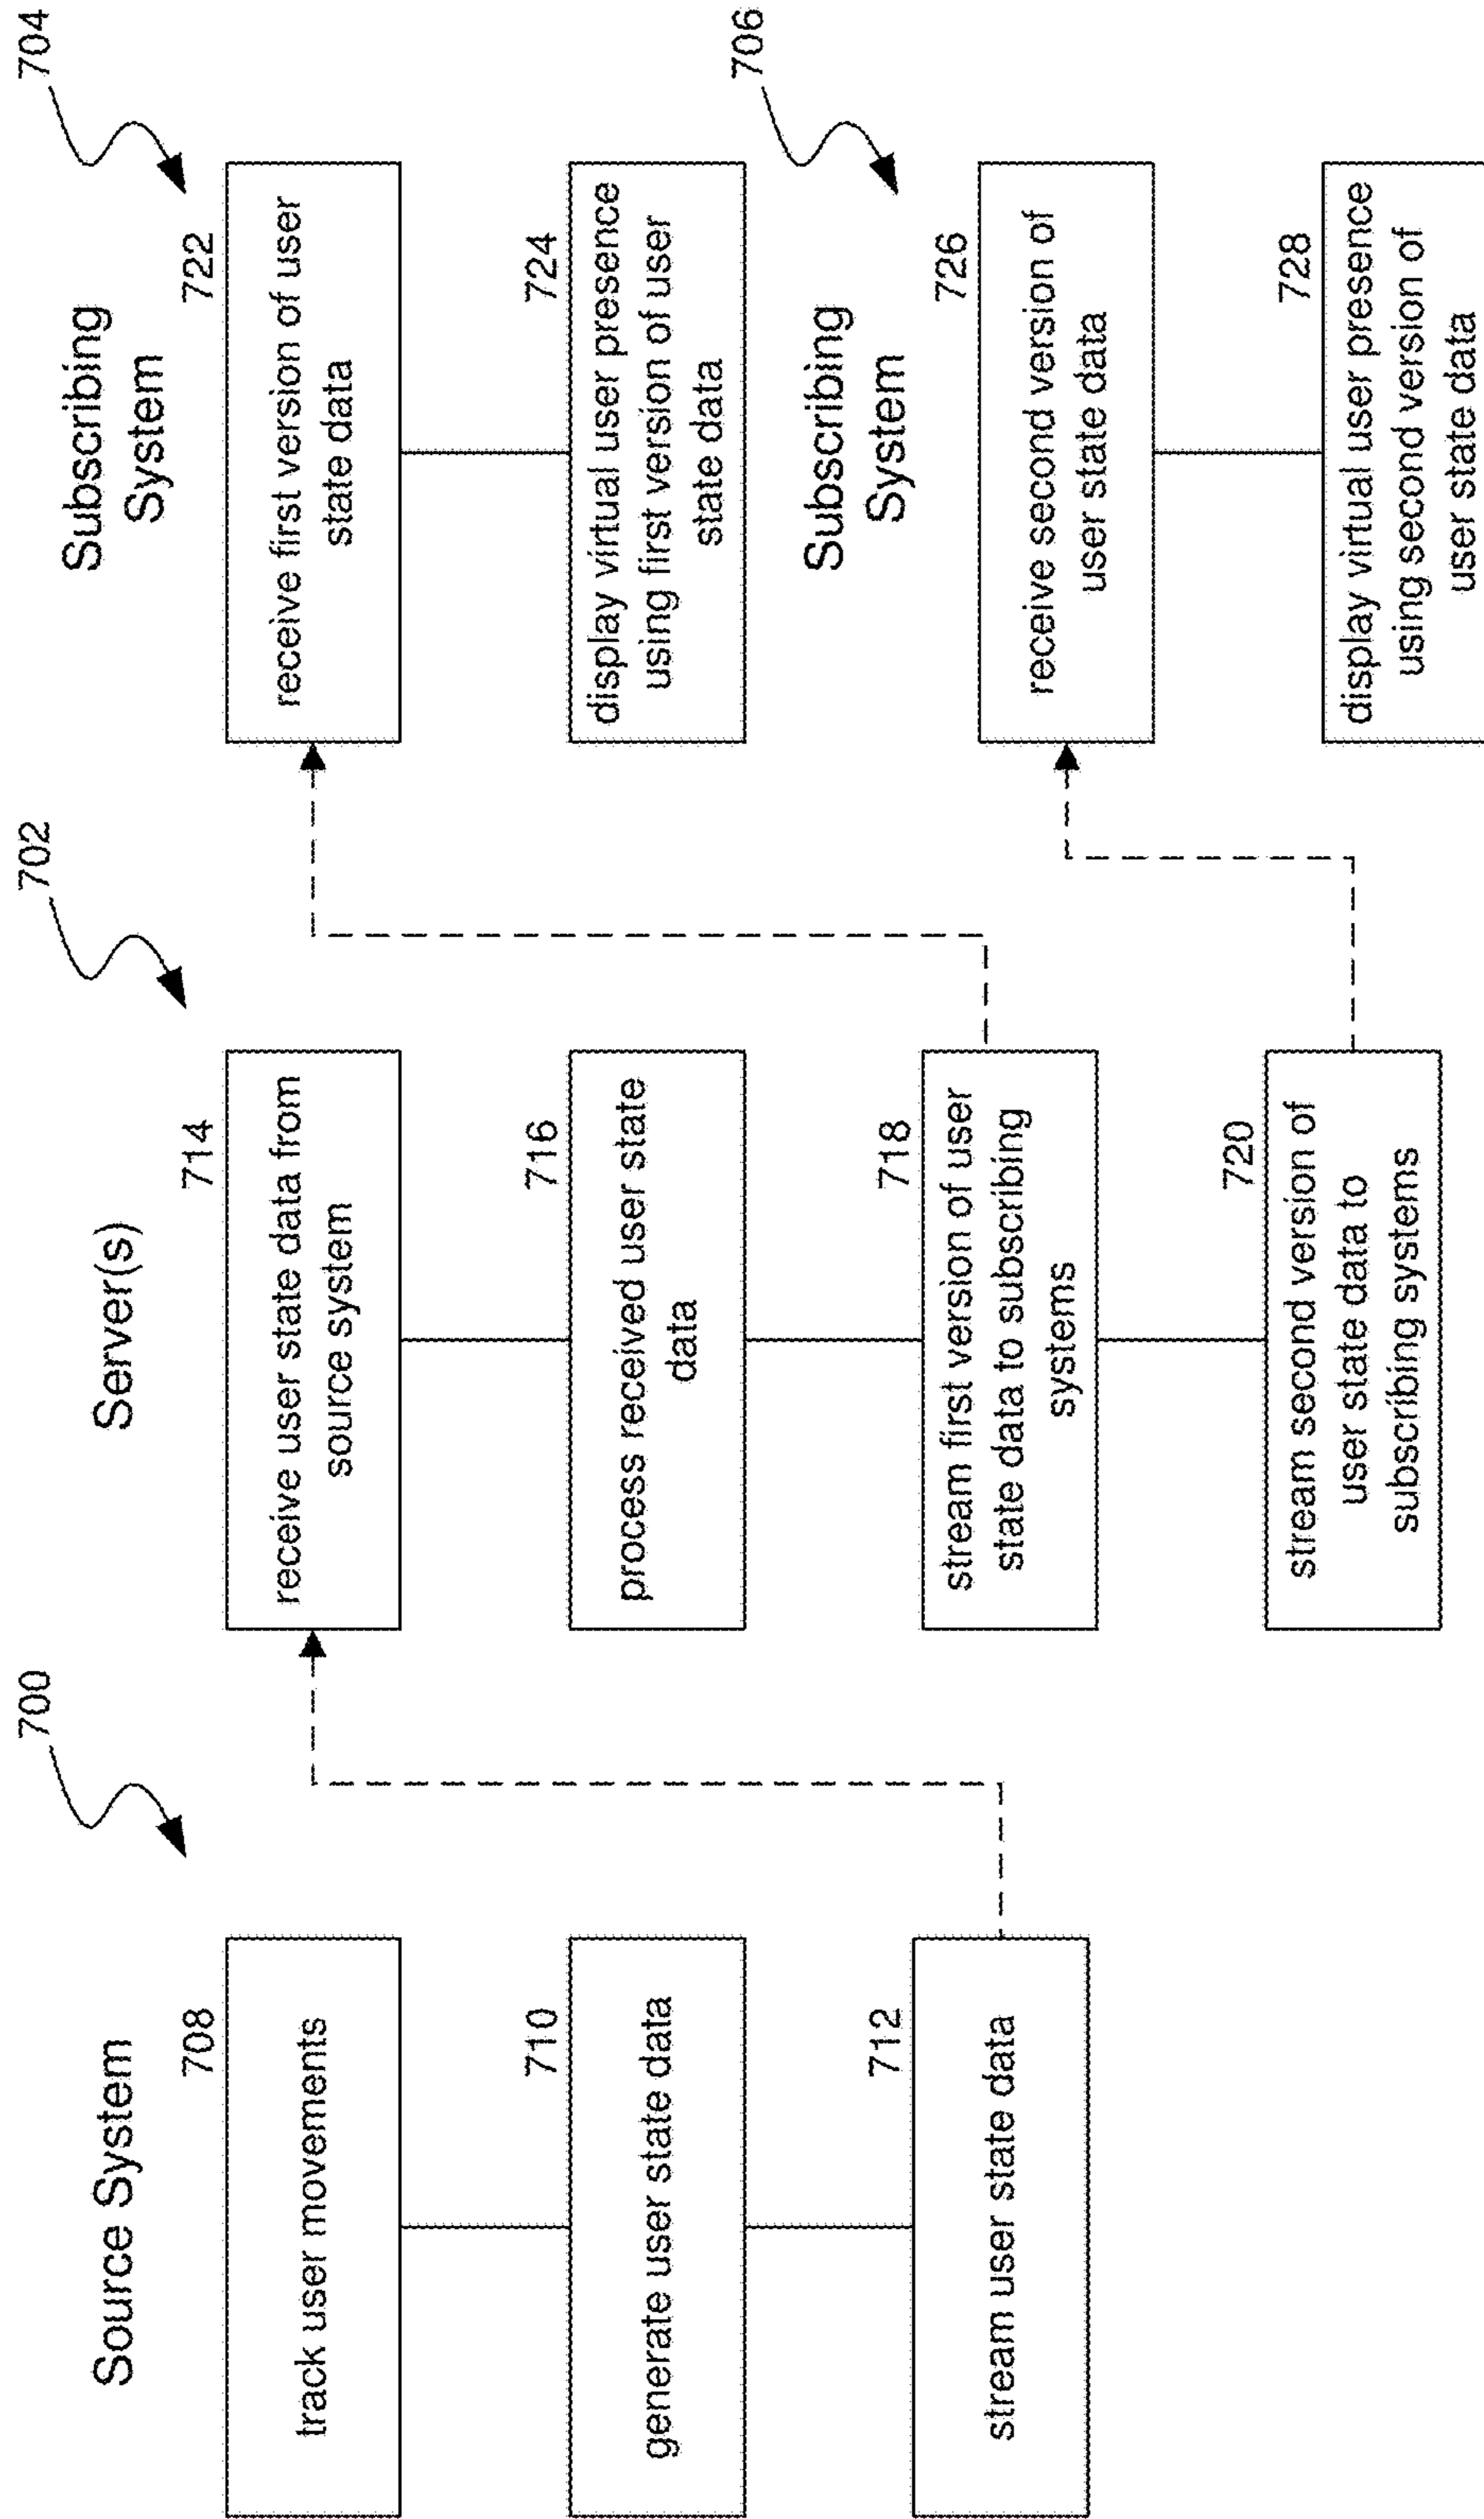 700
Source System
708
track user movements
710
generate user state data
712
stream user state data
702
Server(s)
714
receive user state data from
source system
716
process received user state
data
718
stream first version of user
state data to subscribing
systems
720
stream second version of
user state data to
subscribing systems
704
Subscribing
System
722
receive first version of user
state data
724
display virtual user presence
using first version of user
state data
706
Subscribing
System
726
receive second version of
user state data
728
display virtual user presence
using second version of
user state data